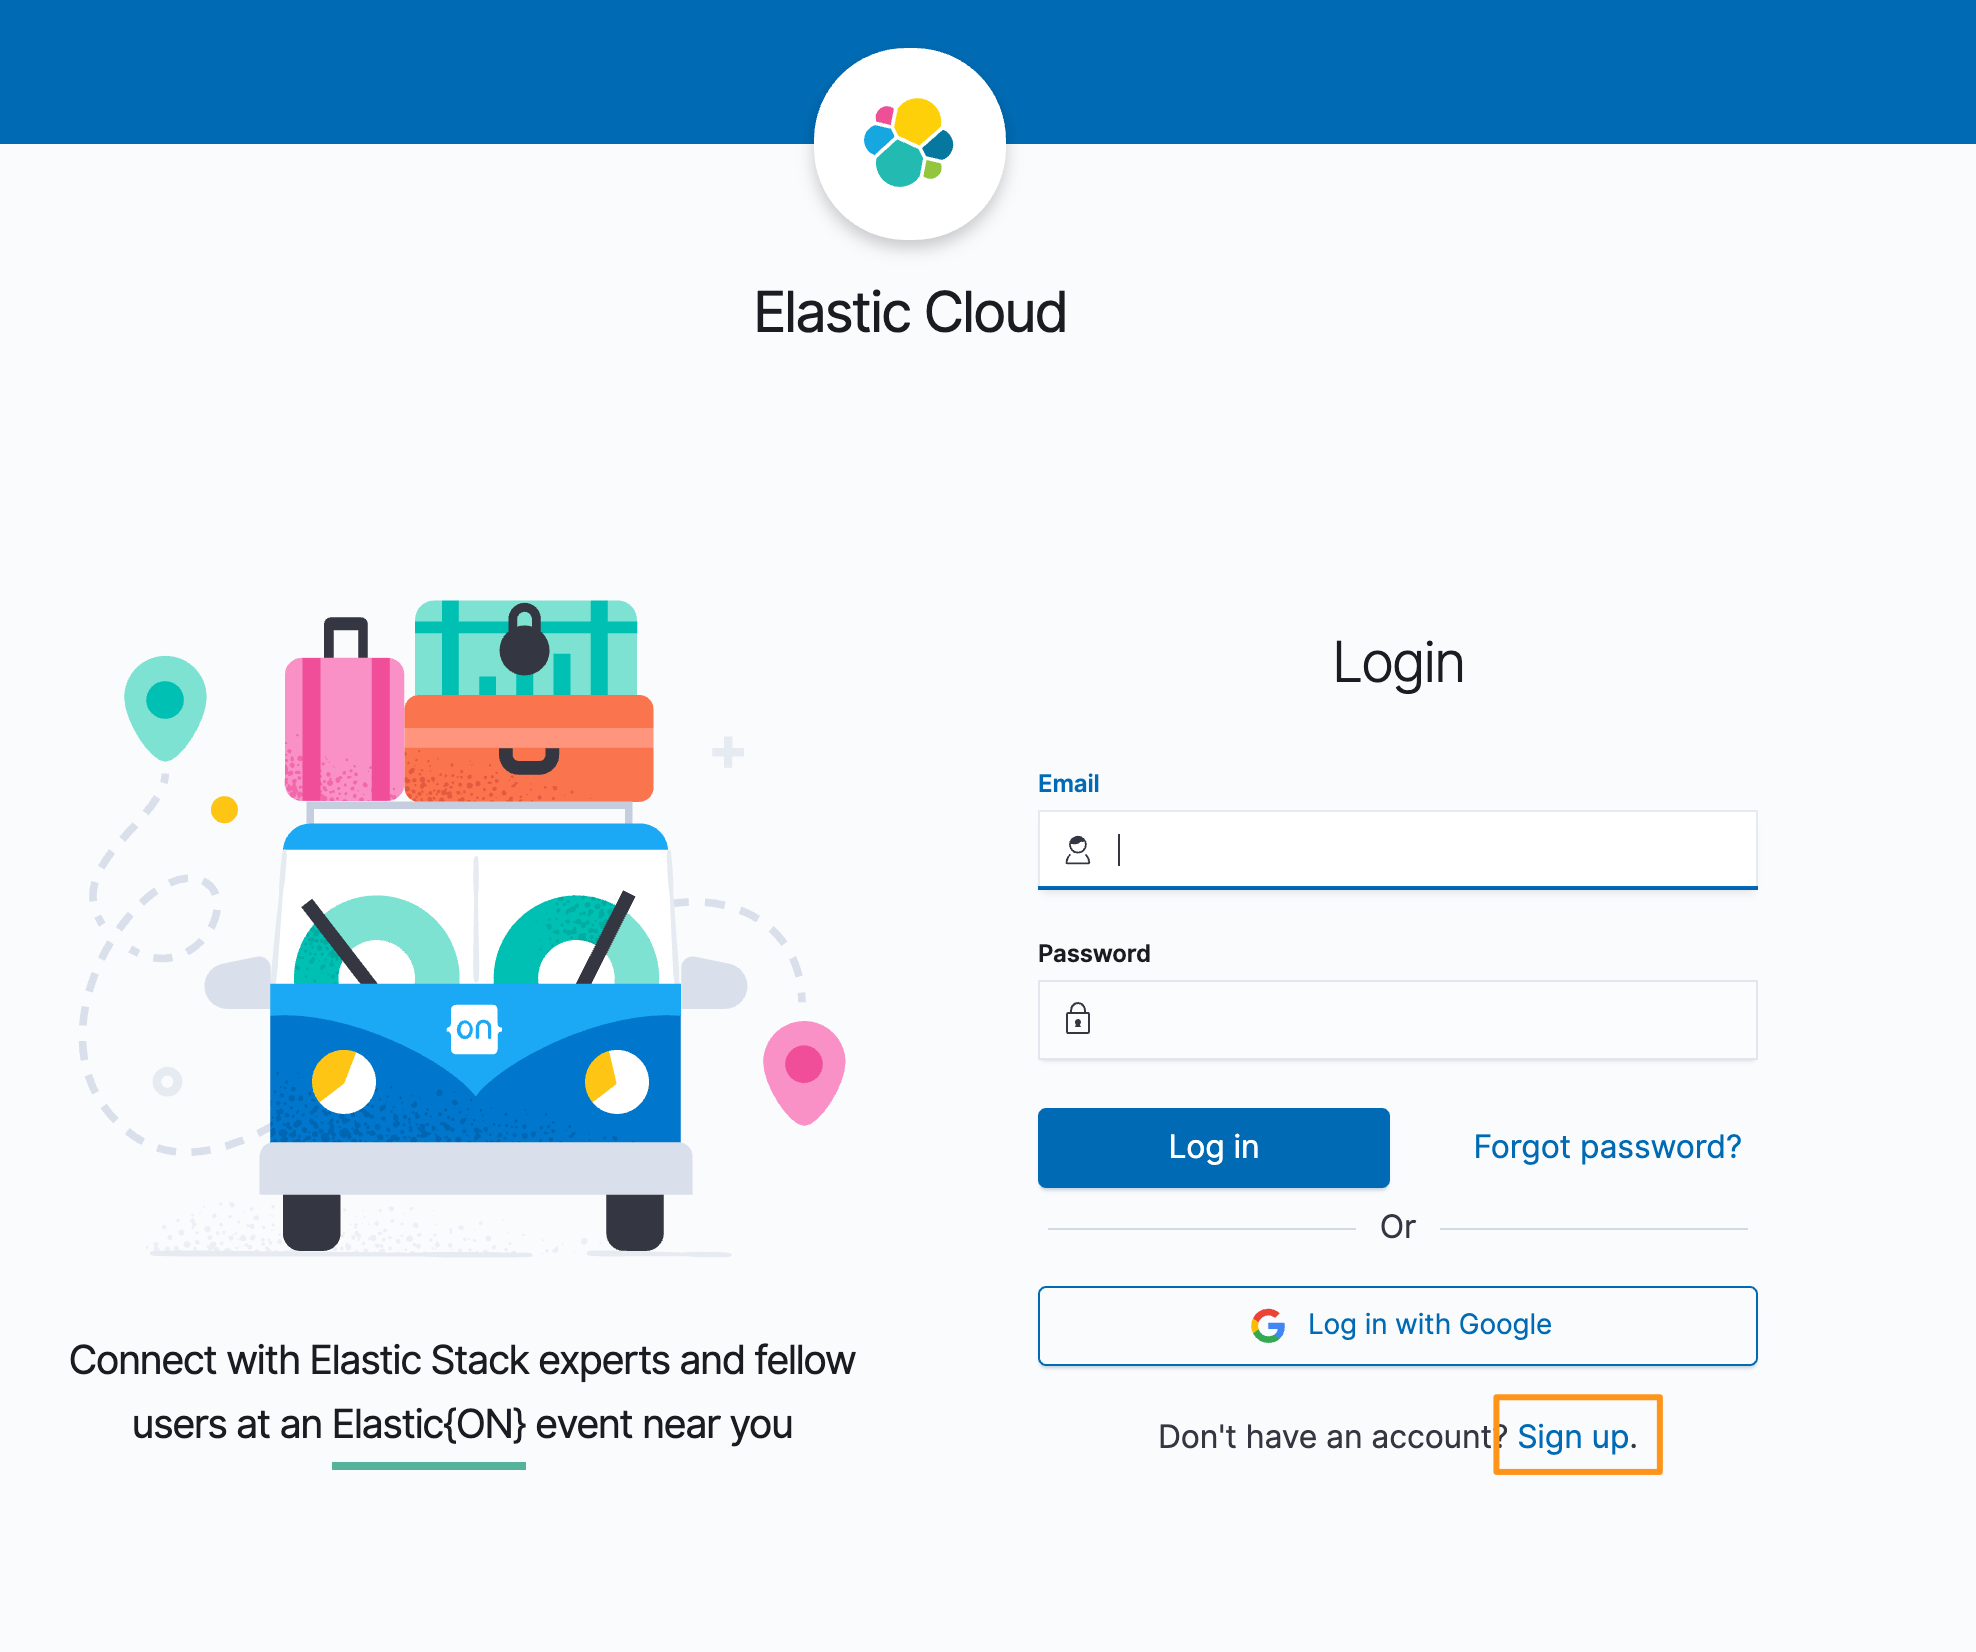 Elastic Cloud
on
Connect with Elastic Stack experts and fellow
users at an Elastic{ON} event near you
Login
Email
Password
Log in
Forgot password?
Or
Log in with Google
Don't have an account? Sign up.